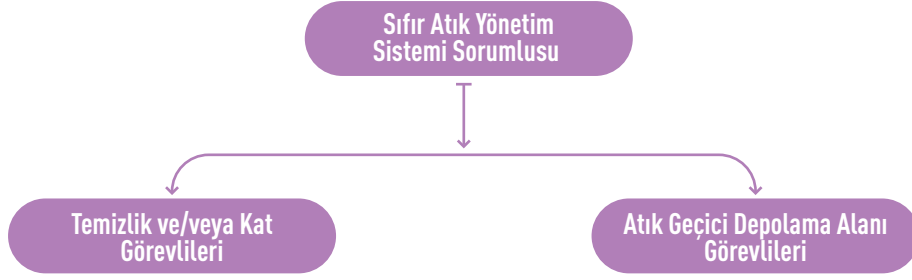 Sıfır Atık Yönetim
Sistemi Sorumlusu
Temizlik ve/veya Kat
Görevlileri
Atık Geçici Depolama Alanı
Görevlileri